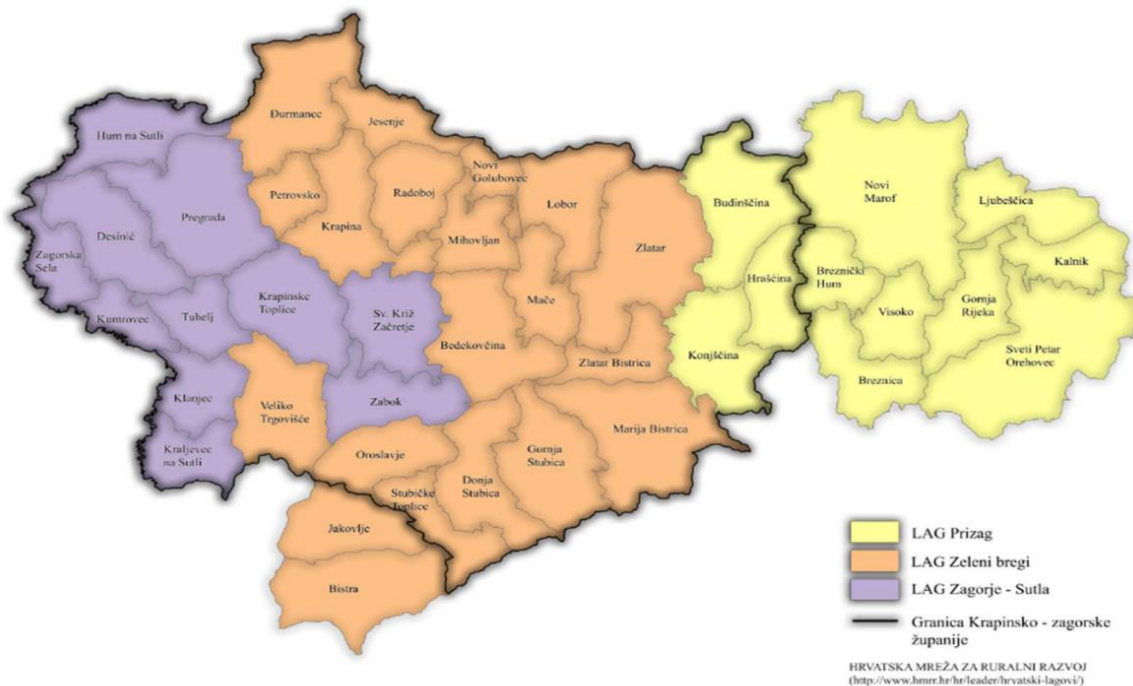 Hum na Sutli
Đurmanec
Jesenje
Novi
Golubovec
Petrovsko
Radoboj
Lobor
Krapina
Mihovljan
Pregrada
Desinić
Zagorska
Sela
Kumrovec
Tuhelj
Krapinske
Toplice
Sv. Križ
Začretje
Mače
Zlatar
Bedekovčina
Zlatar Bistrica
Budinščina
Hraščina
Konjščina
Novi
Marof
Ljubeščica
Kalnik
Breznički
Hum
Visoko
Gornja
Rijeka
Sveti Petar
Orehovec
Breznica
Klanjec
Kraljevec
na Sutli
Veliko
Trgovišće
Zabok
Oroslavje
Stubičke
Toplice
Donja
Stubica
Gornja
Stubica
Marija Bistrica
Jakovlje
Bistra
LAG Prizag
LAG Zeleni bregi
LAG Zagorje - Sutla
Granica Krapinsko - zagorske
županije
HRVATSKA MREŽA ZA RURALNI RAZVOJ
(http://www.hmrr.hr/hr/leader/hrvatski-lagovi/)